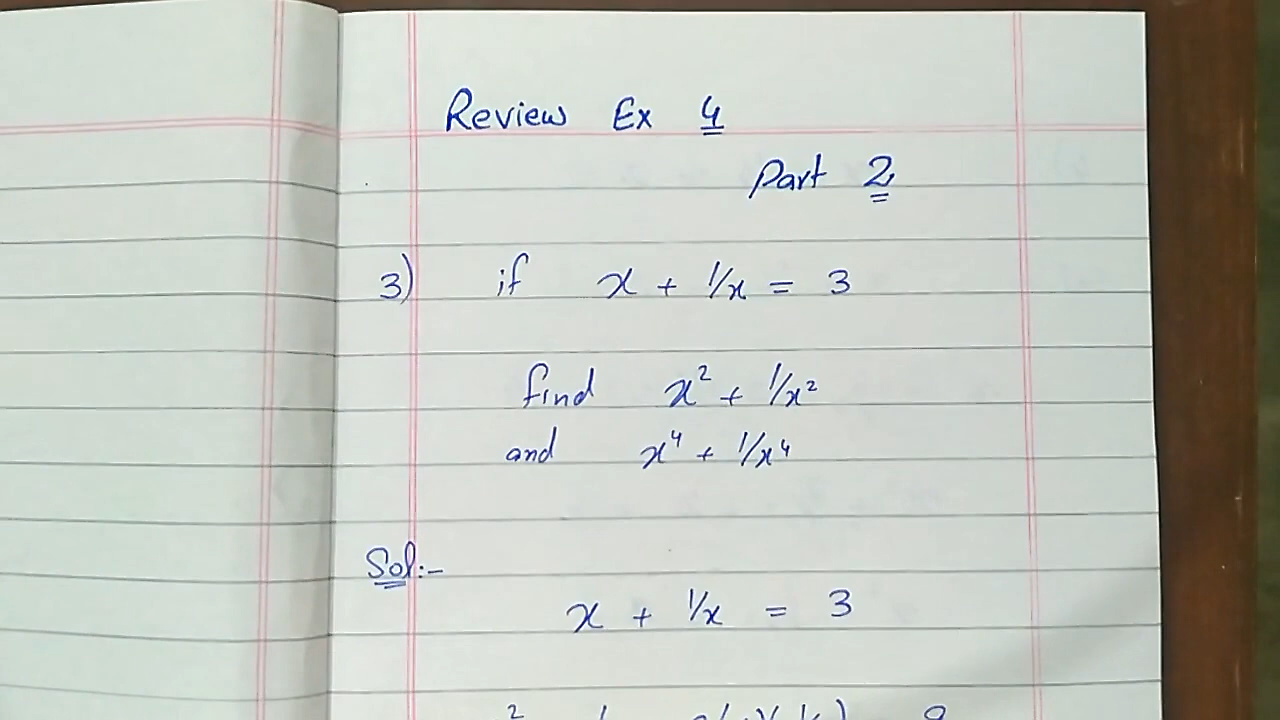 Review Ex 4
Part 2
3) if x + 1/x = 3
find x² + 1/x²
and x⁴ + 1/x⁴
Sol:-
x + 1/x = 3